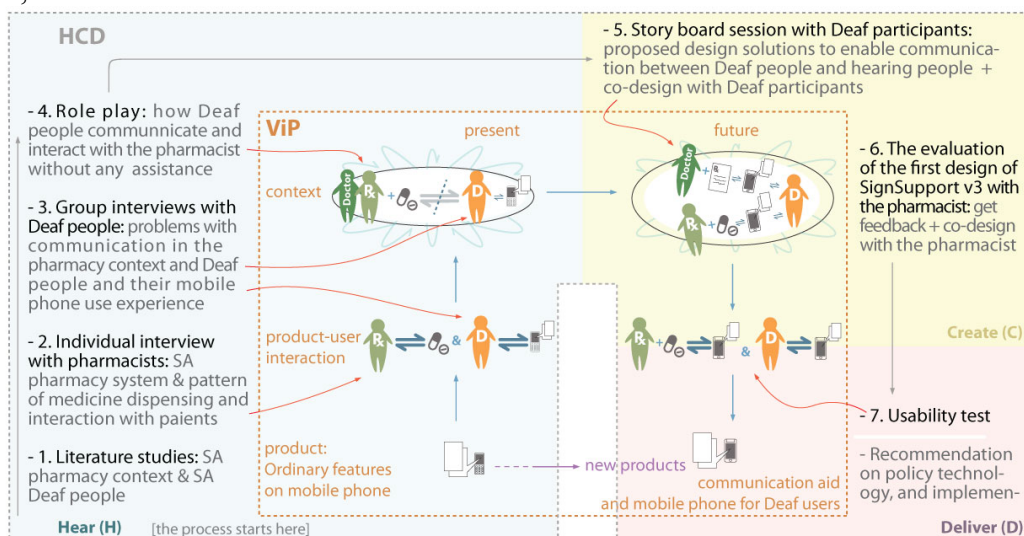 HCD
- 5. Story board session with Deaf participants:
proposed design solutions to enable communica-
tion between Deaf people and hearing people +
co-design with Deaf participants
- 4. Role play: how Deaf
people communnicate and
interact with the pharmacist
without any assistance
ViP
present
future
context
Doctor
Rx
+
D
Doctor
+
D
Rx
+
- 6. The evaluation
of the first design of
SignSupport v3 with
the pharmacist: get
feedback + co-design
with the pharmacist
- 3. Group interviews with
Deaf people: problems with
communication in the
pharmacy context and Deaf
people and their mobile
phone use experience
- 2. Individual interview
with pharmacists: SA
pharmacy system & pattern
of medicine dispensing and
interaction with paients
product-user
interaction
Rx
&
D
Rx
+
&
D
Create (C)
- 7. Usability test
- 1. Literature studies: SA
pharmacy context & SA
Deaf people
product:
Ordinary features
on mobile phone
new products
communication aid
and mobile phone for Deaf users
- Recommendation
on policy technol-
ogy, and implemen-
Hear (H)
[the process starts here]
Deliver (D)